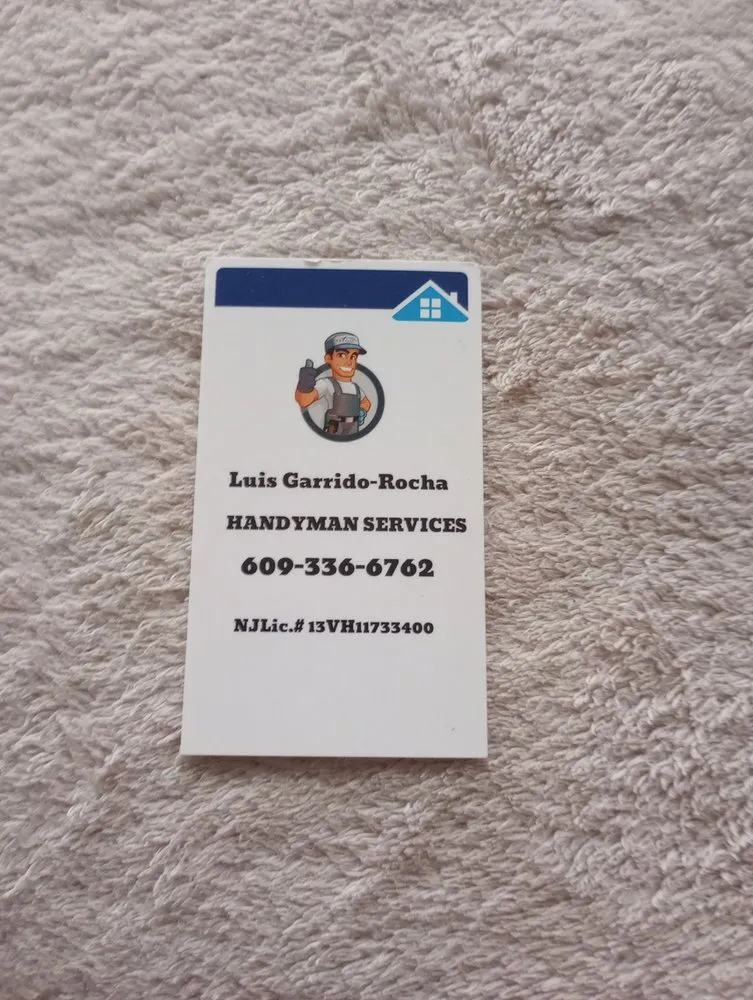 Luis Garrido-Rocha
HANDYMAN SERVICES
609-336-6762
NJLic.# 13VH11733400